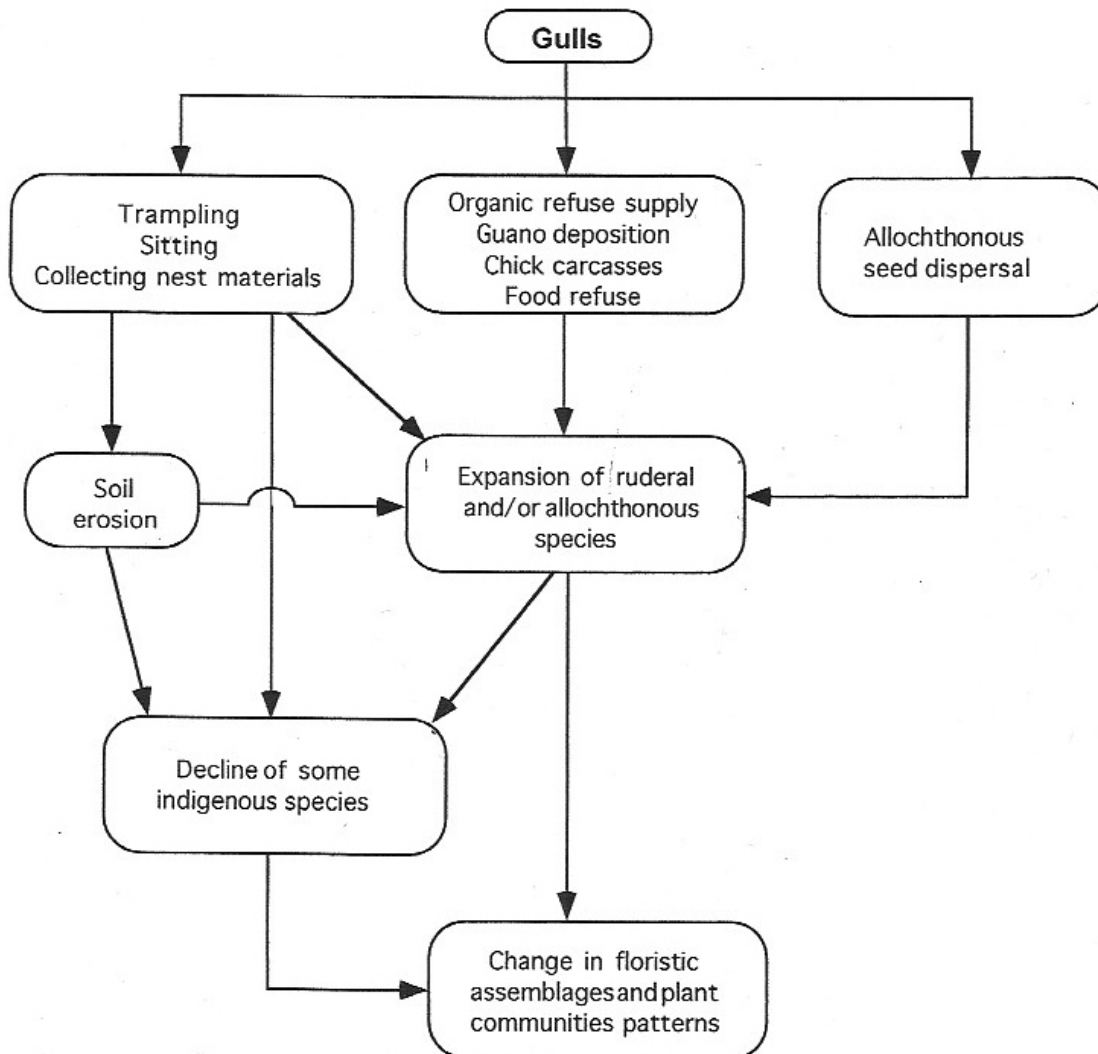 Gulls
Trampling
Sitting
Collecting nest materials
Organic refuse supply
Guano deposition
Chick carcasses
Food refuse
Allochthonous
seed dispersal
Soil
erosion
Expansion of ruderal
and/or allochthonous
species
Decline of some
indigenous species
Change in floristic
assemblages and plant
communities patterns